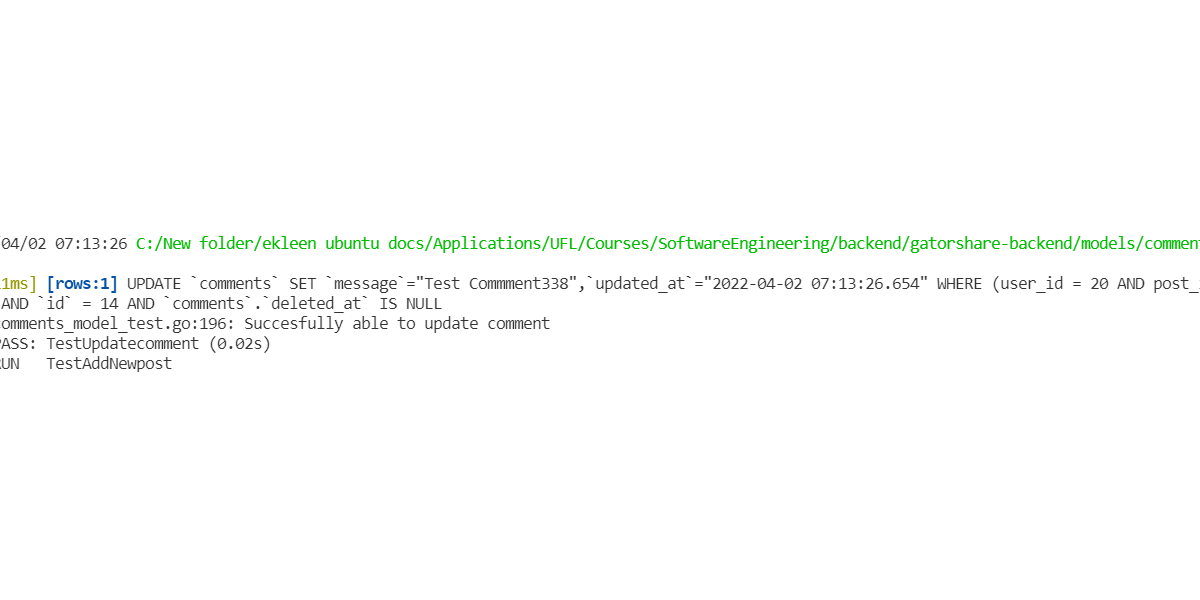 04/02 07:13:26 C:/New folder/ekleen ubuntu docs/Applications/UFL/Courses/SoftwareEngineering/backend/gatorshare-backend/models/commen
1ms] [rows:1] UPDATE `comments` SET `message`="Test Commment338",`updated_at`="2022-04-02 07:13:26.654" WHERE (user_id = 20 AND post_
AND `id` = 14 AND `comments`.`deleted_at` IS NULL
omments_model_test.go:196: Succesfully able to update comment
ASS: TestUpdatecomment (0.02s)
UN TestAddNewpost